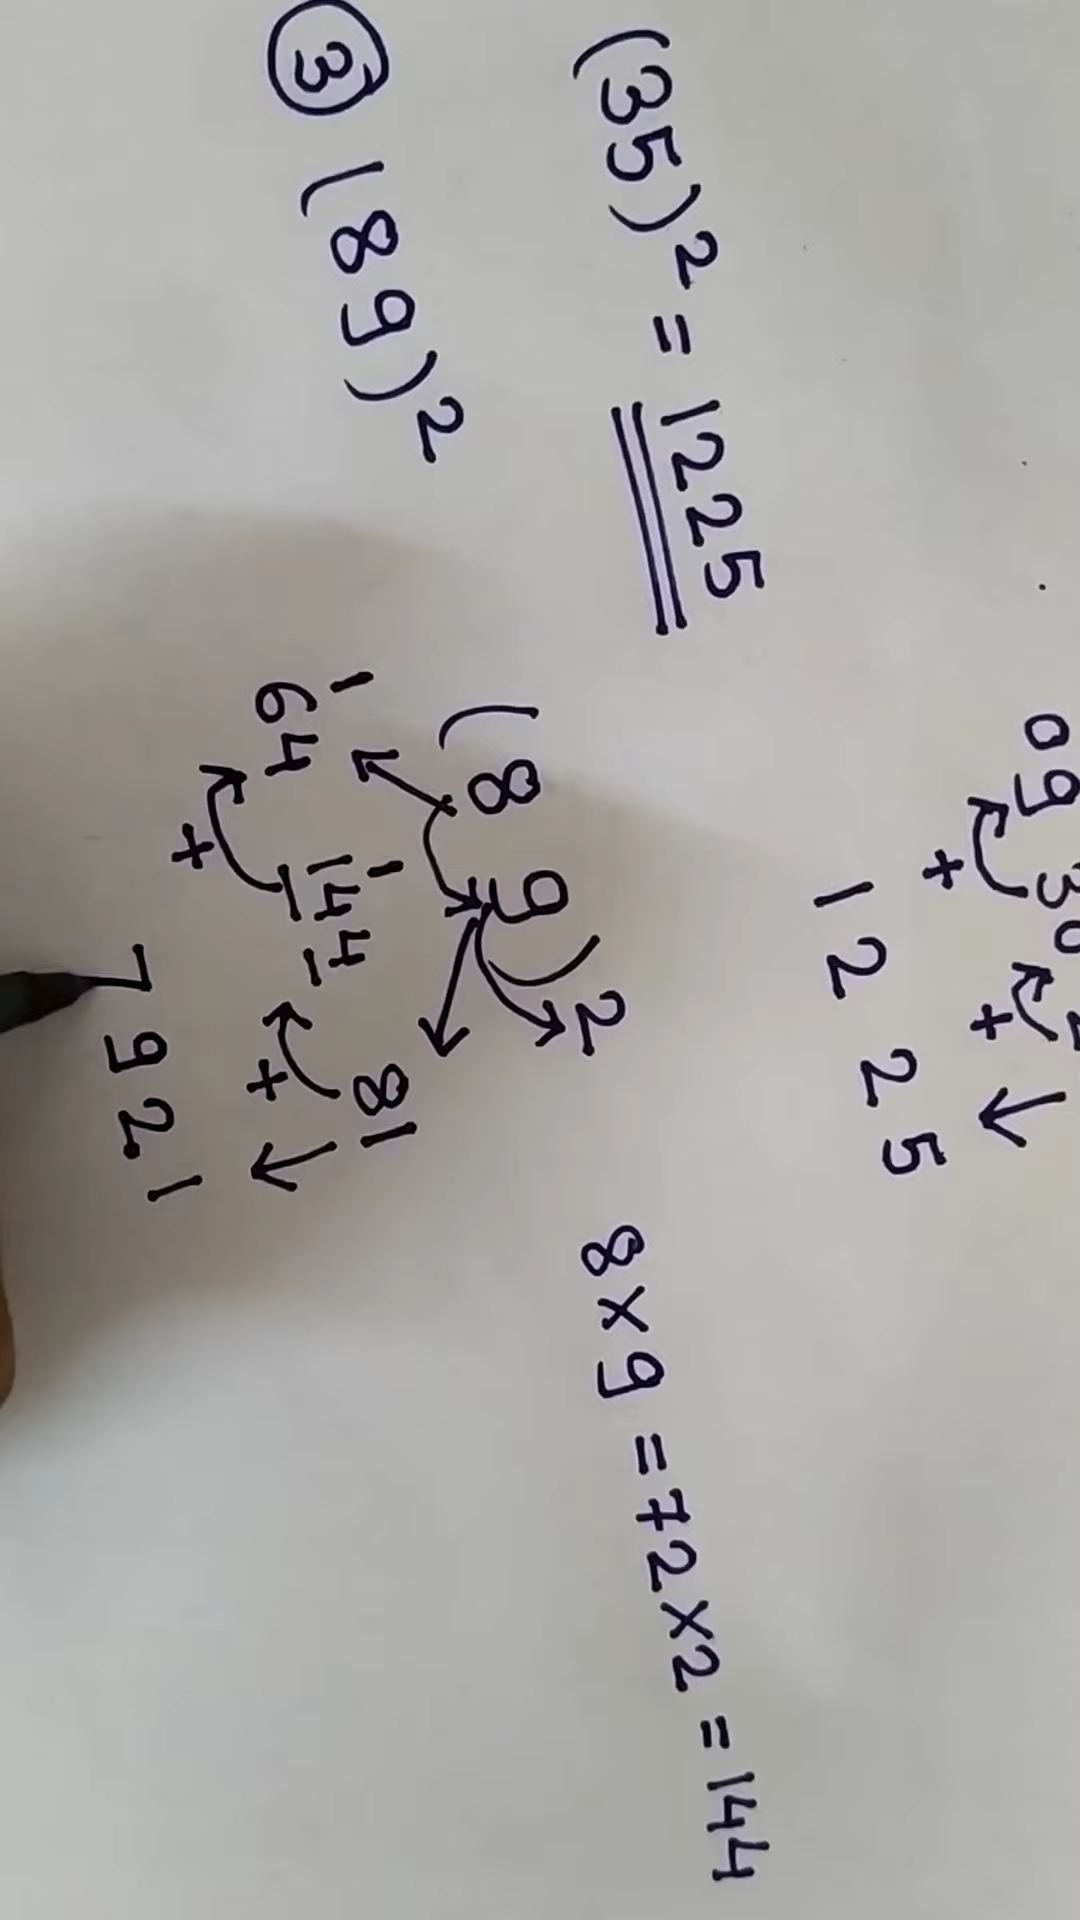 09 30 2
+ +
1 2 2 5
(35)² = 1225
8 × 9 = 72 × 2 = 144
③ (89)²
(8 9)²
1 1
64 144 81
+ +
7 9 2 1